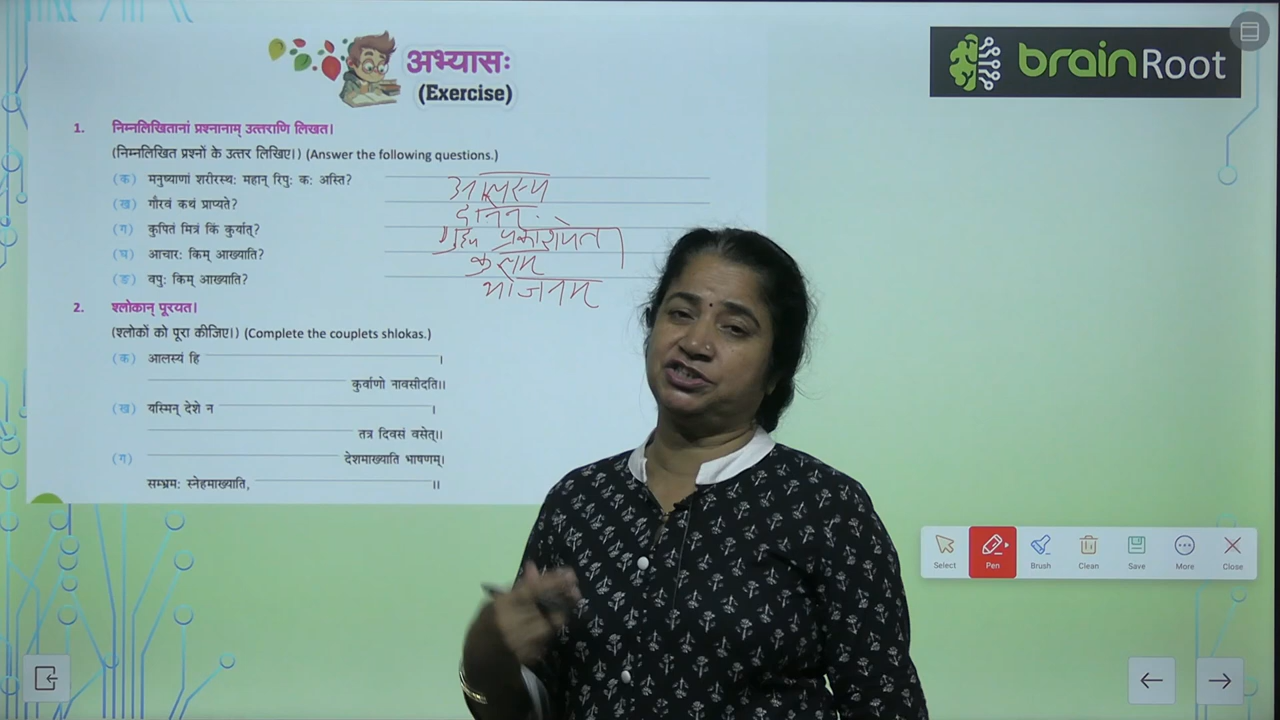 अभ्यासः
(Exercise)
brainRoot
1. निम्नलिखितानां प्रश्नानाम् उत्तराणि लिखत।
(निम्नलिखित प्रश्नों के उत्तर लिखिए।) (Answer the following questions.)
(क) मनुष्याणां शरीरस्थः महान् रिपुः कः अस्ति? आलस्य
(ख) गौरवं कथं प्राप्यते? दानेन
(ग) कुपितं मित्रं किं कुर्यात्? गुह्य प्रकाशयेत
(घ) आचारः किम् आख्याति? कुलम
(ङ) वपुः किम् आख्याति? भोजनम
2. श्लोकान् पूरयत।
(श्लोकों को पूरा कीजिए।) (Complete the couplets shlokas.)
(क) आलस्यं हि ।
कुर्वाणो नावसीदति।।
(ख) यस्मिन् देशे न ।
तत्र दिवसं वसेत्।।
(ग) देशमाख्याति भाषणम्।
सम्भ्रमः स्नेहमाख्याति, ।।
Select Pen Brush Clean Save More Close